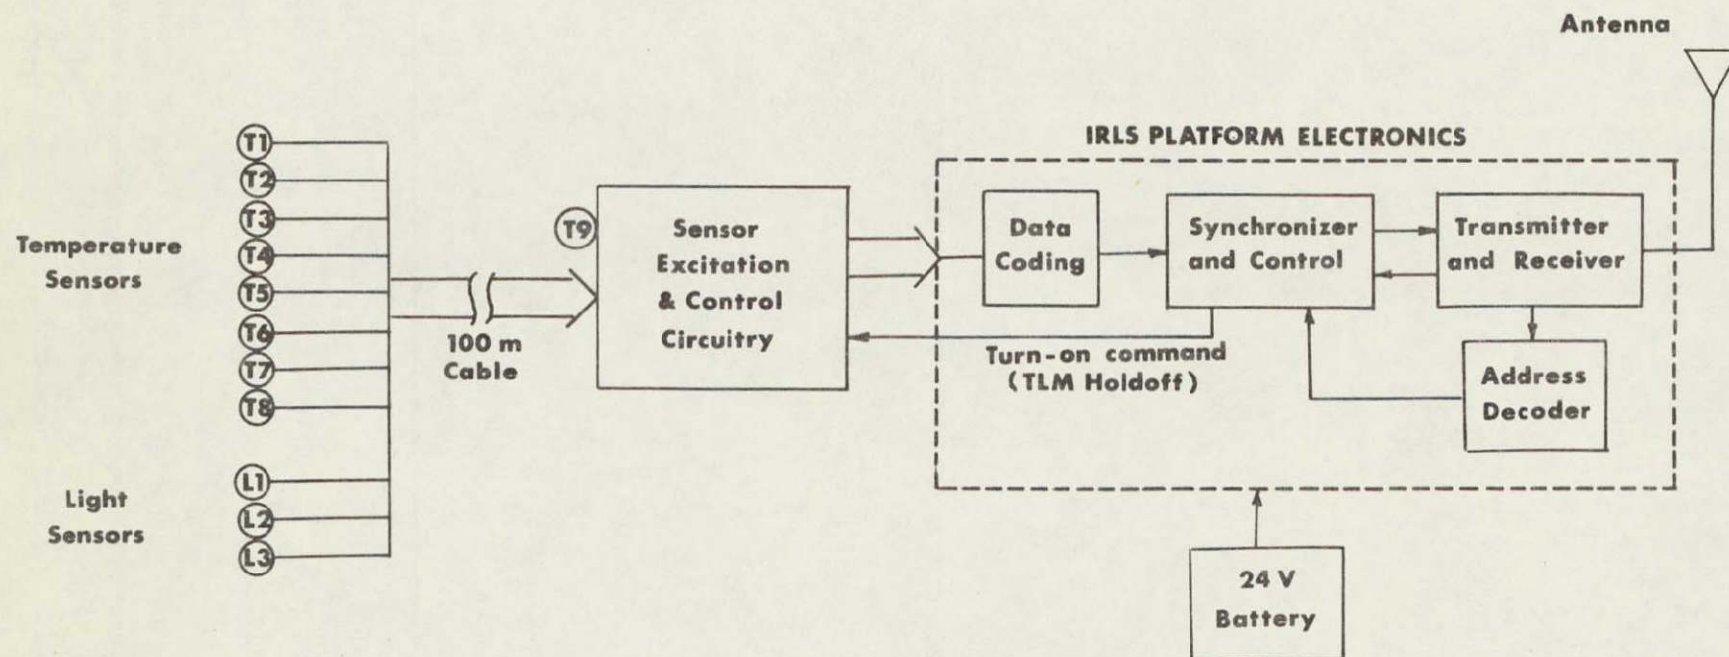 Antenna
IRLS PLATFORM ELECTRONICS
Temperature
Sensors
T1
T2
T3
T4
T5
T6
T7
T8
Light
Sensors
L1
L2
L3
100 m
Cable
T9
Sensor
Excitation
& Control
Circuitry
Data
Coding
Synchronizer
and Control
Transmitter
and Receiver
Turn-on command
(TLM Holdoff)
Address
Decoder
24 V
Battery